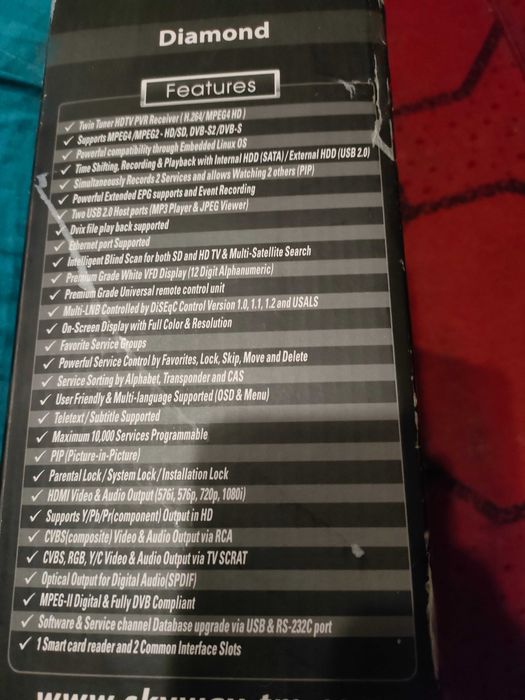 Diamond
Features
✓ Twin Tuner HDTV PVR Receiver (H.264/MPEG4 HD)
✓ Supports MPEG4/MPEG2 - HD/SD, DVB-S2/DVB-S
✓ Powerful compatibility through Embedded Linux OS
✓ Time Shifting, Recording & Playback with Internal HDD (SATA) / External HDD (USB 2.0)
✓ Simultaneously Records 2 Services and allows Watching 2 others (PIP)
✓ Powerful Extended EPG supports and Event Recording
✓ Two USB 2.0 Host ports (MP3 Player & JPEG Viewer)
✓ Dvix file play back supported
✓ Ethernet port Supported
✓ Intelligent Blind Scan for both SD and HD TV & Multi-Satellite Search
✓ Premium Grade White VFD Display (12 Digit Alphanumeric)
✓ Premium Grade Universal remote control unit
✓ Multi-LNB Controlled by DiSEqC Control Version 1.0, 1.1, 1.2 and USALS
✓ On-Screen Display with Full Color & Resolution
✓ Favorite Service Groups
✓ Powerful Service Control by Favorites, Lock, Skip, Move and Delete
✓ Service Sorting by Alphabet, Transponder and CAS
✓ User Friendly & Multi-language Supported (OSD & Menu)
✓ Teletext / Subtitle Supported
✓ Maximum 10,000 Services Programmable
✓ PIP (Picture-in-Picture)
✓ Parental Lock / System Lock / Installation Lock
✓ HDMI Video & Audio Output (576i, 576p, 720p, 1080i)
✓ Supports Y/Pb/Pr(component) Output in HD
✓ CVBS(composite) Video & Audio Output via RCA
✓ CVBS, RGB, Y/C Video & Audio Output via TV SCRAT
✓ Optical Output for Digital Audio(SPDIF)
✓ MPEG-II Digital & Fully DVB Compliant
✓ Software & Service channel Database upgrade via USB & RS-232C port
✓ 1 Smart card reader and 2 Common Interface Slots